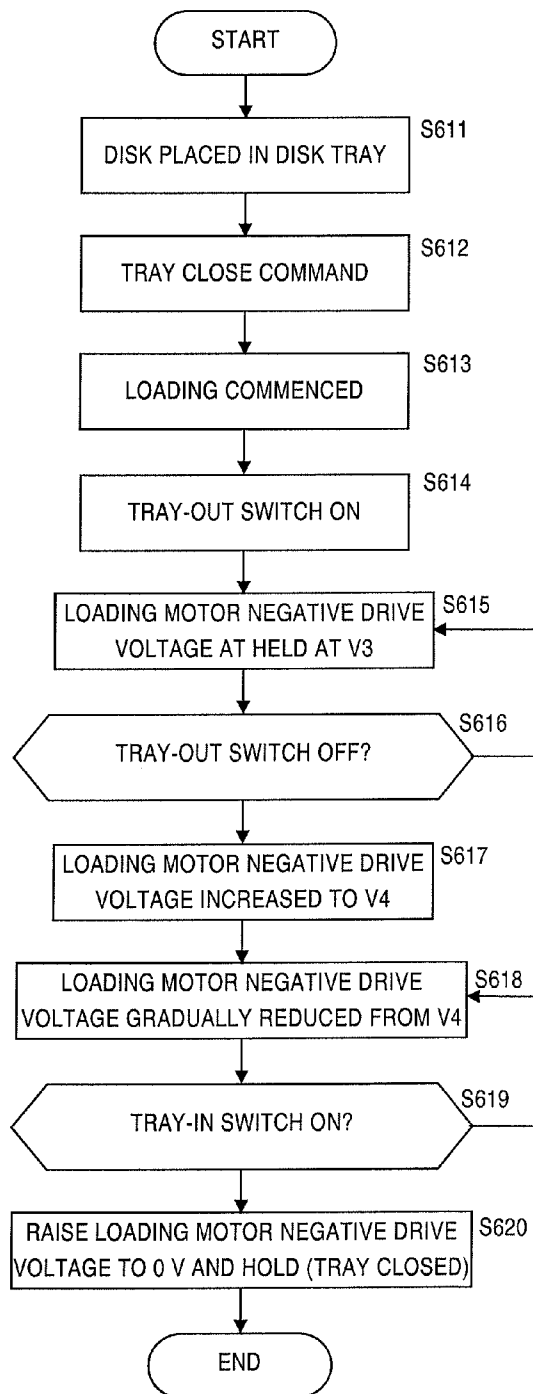 START
S611
DISK PLACED IN DISK TRAY
S612
TRAY CLOSE COMMAND
S613
LOADING COMMENCED
S614
TRAY-OUT SWITCH ON
S615
LOADING MOTOR NEGATIVE DRIVE
VOLTAGE AT HELD AT V3
S616
TRAY-OUT SWITCH OFF?
S617
LOADING MOTOR NEGATIVE DRIVE
VOLTAGE INCREASED TO V4
S618
LOADING MOTOR NEGATIVE DRIVE
VOLTAGE GRADUALLY REDUCED FROM V4
S619
TRAY-IN SWITCH ON?
S620
RAISE LOADING MOTOR NEGATIVE DRIVE
VOLTAGE TO 0 V AND HOLD (TRAY CLOSED)
END